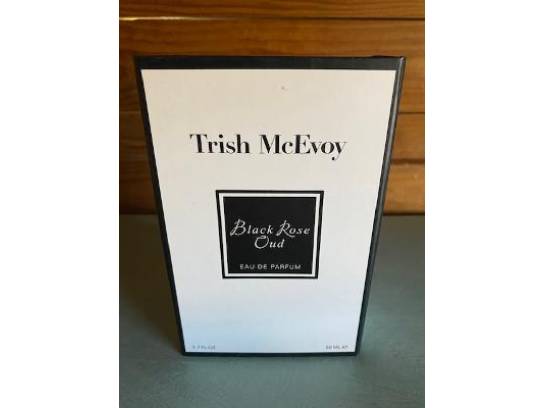 Trish McEvoy
Black Rose
Oud
EAU DE PARFUM